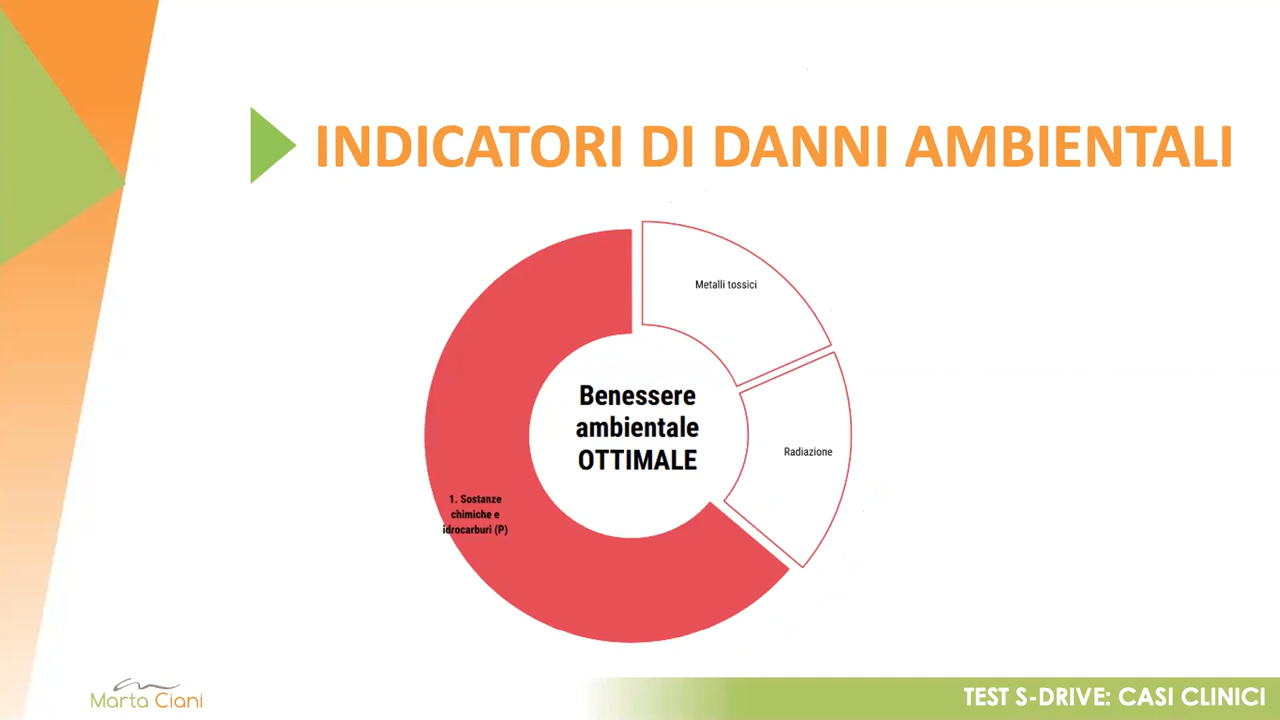 INDICATORI DI DANNI AMBIENTALI
Metalli tossici
Benessere
ambientale
OTTIMALE
Radiazione
1. Sostanze
chimiche e
idrocarburi (P)
Marta Ciani
TEST S-DRIVE: CASI CLINICI